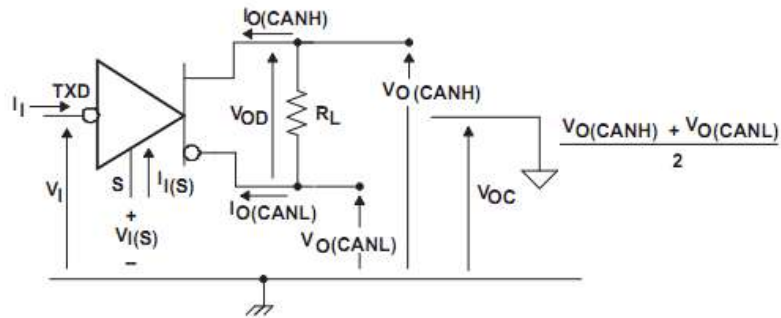 IO(CANH)
TXD
II
VOD
RL
VO(CANH)
VO(CANH) + VO(CANL)
2
VI
S
II(S)
+
VI(S)
–
IO(CANL)
VO(CANL)
VOC